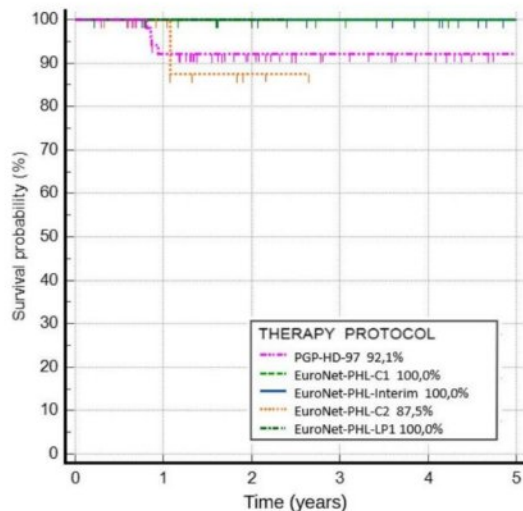 Survival probability (%)
100
90
80
70
60
50
40
30
20
10
0
THERAPY PROTOCOL
PGP-HD-97 92,1%
EuroNet-PHL-C1 100,0%
EuroNet-PHL-Interim 100,0%
EuroNet-PHL-C2 87,5%
EuroNet-PHL-LP1 100,0%
0 1 2 3 4 5
Time (years)